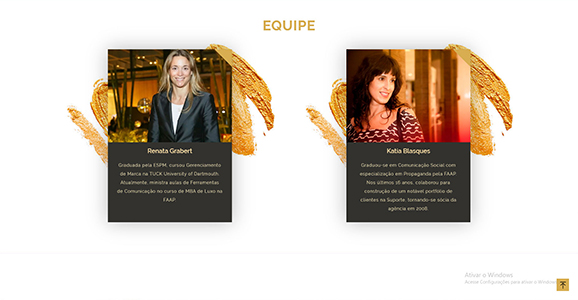 EQUIPE
Renata Grabert
Graduada pela ESPM, cursou Gerenciamento
de Marca na TUCK University of Dartmouth.
Atualmente, ministra aulas de Ferramentas
de Comunicação no curso de MBA de Luxo na
FAAP.
Katia Blasques
Graduou-se em Comunicação Social com
especialização em Propaganda pela FAAP.
Nos últimos 16 anos, colaborou para
construção de um notável portfólio de
clientes na Suporte, tornando-se sócia da
agência em 2008.
Ativar o Windows
Acesse Configurações para ativar o Windows.